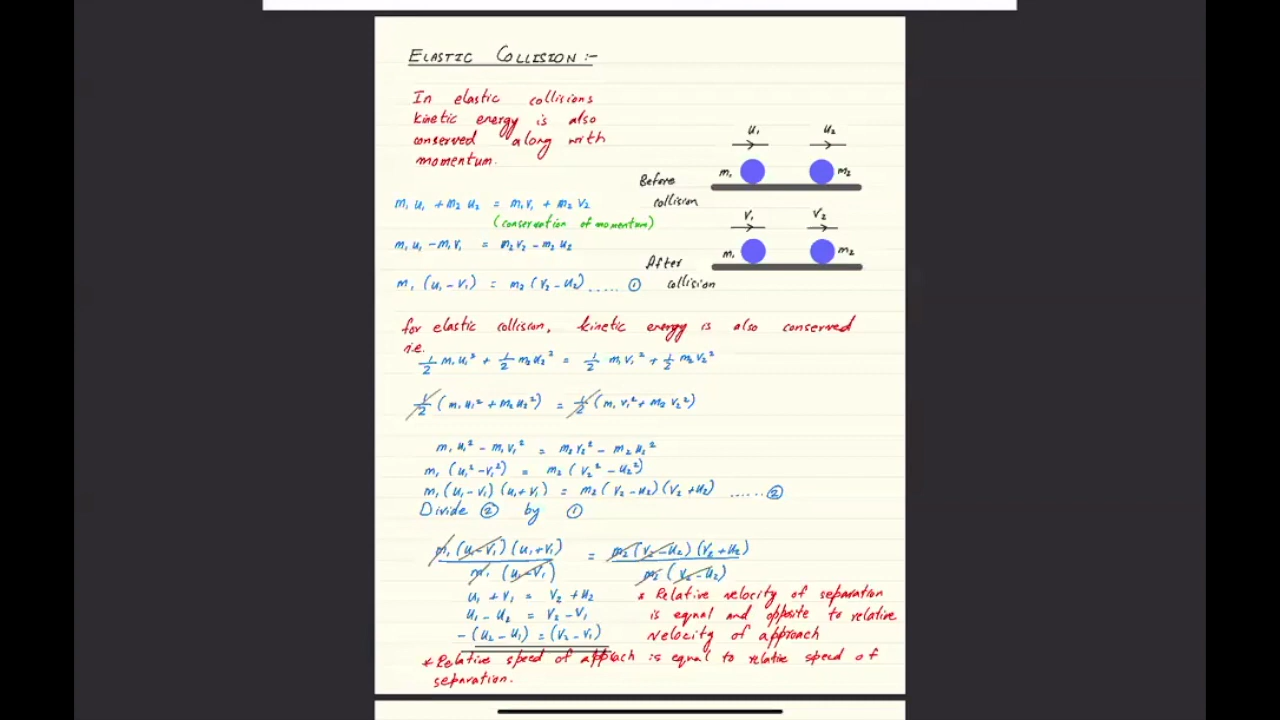 ELASTIC COLLISION :-
In elastic collisions
kinetic energy is also
conserved along with
momentum.
u₁ u₂
m₁ m₂
Before
collision
v₁ v₂
m₁ m₂
After
collision
m₁u₁ + m₂u₂ = m₁v₁ + m₂v₂
(conservation of momentum)
m₁u₁ - m₁v₁ = m₂v₂ - m₂u₂
m₁(u₁ - v₁) = m₂(v₂ - u₂) ..... ①
for elastic collision, kinetic energy is also conserved
i.e.
1/2 m₁u₁² + 1/2 m₂u₂² = 1/2 m₁v₁² + 1/2 m₂v₂²
1/2 (m₁u₁² + m₂u₂²) = 1/2 (m₁v₁² + m₂v₂²)
m₁u₁² - m₁v₁² = m₂v₂² - m₂u₂²
m₁(u₁² - v₁²) = m₂(v₂² - u₂²)
m₁(u₁ - v₁)(u₁ + v₁) = m₂(v₂ - u₂)(v₂ + u₂) ...... ②
Divide ② by ①
m₁(u₁ - v₁)(u₁ + v₁) = m₂(v₂ - u₂)(v₂ + u₂)
m₁(u₁ - v₁) m₂(v₂ - u₂)
u₁ + v₁ = v₂ + u₂
u₁ - u₂ = v₂ - v₁
-(u₂ - u₁) = (v₂ - v₁)
* Relative velocity of separation
is equal and opposite to relative
velocity of approach
* Relative speed of approach is equal to relative speed of
separation.